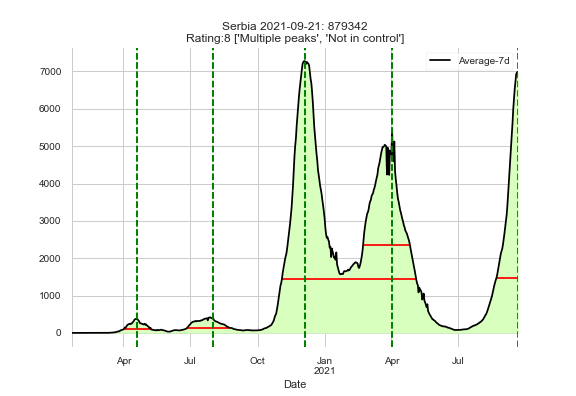 Serbia 2021-09-21: 879342
Rating:8 ['Multiple peaks', 'Not in control']
Average-7d
7000
6000
5000
4000
3000
2000
1000
0
Apr
Jul
Oct
Jan
2021
Apr
Jul
Date